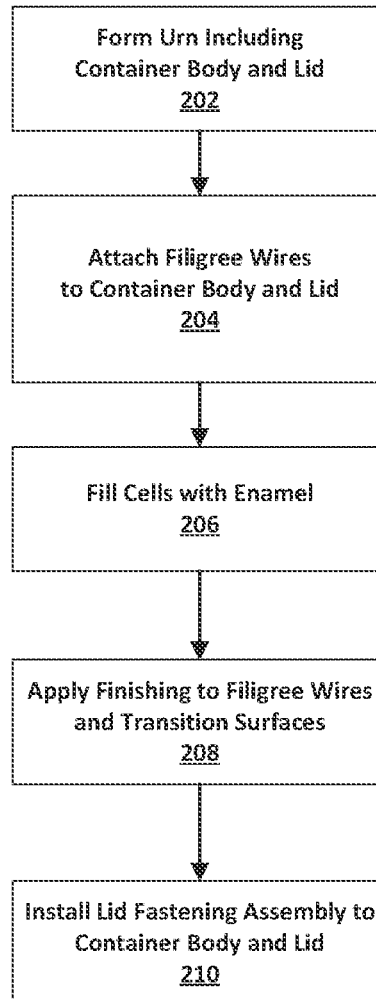 Form Urn Including
Container Body and Lid
202
Attach Filigree Wires
to Container Body and Lid
204
Fill Cells with Enamel
206
Apply Finishing to Filigree Wires
and Transition Surfaces
208
Install Lid Fastening Assembly to
Container Body and Lid
210